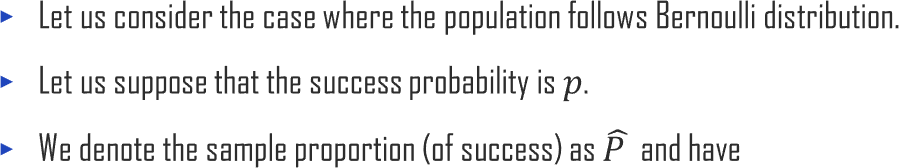 ► Let us consider the case where the population follows Bernoulli distribution.
► Let us suppose that the success probability is p.
► We denote the sample proportion (of success) as P̂ and have